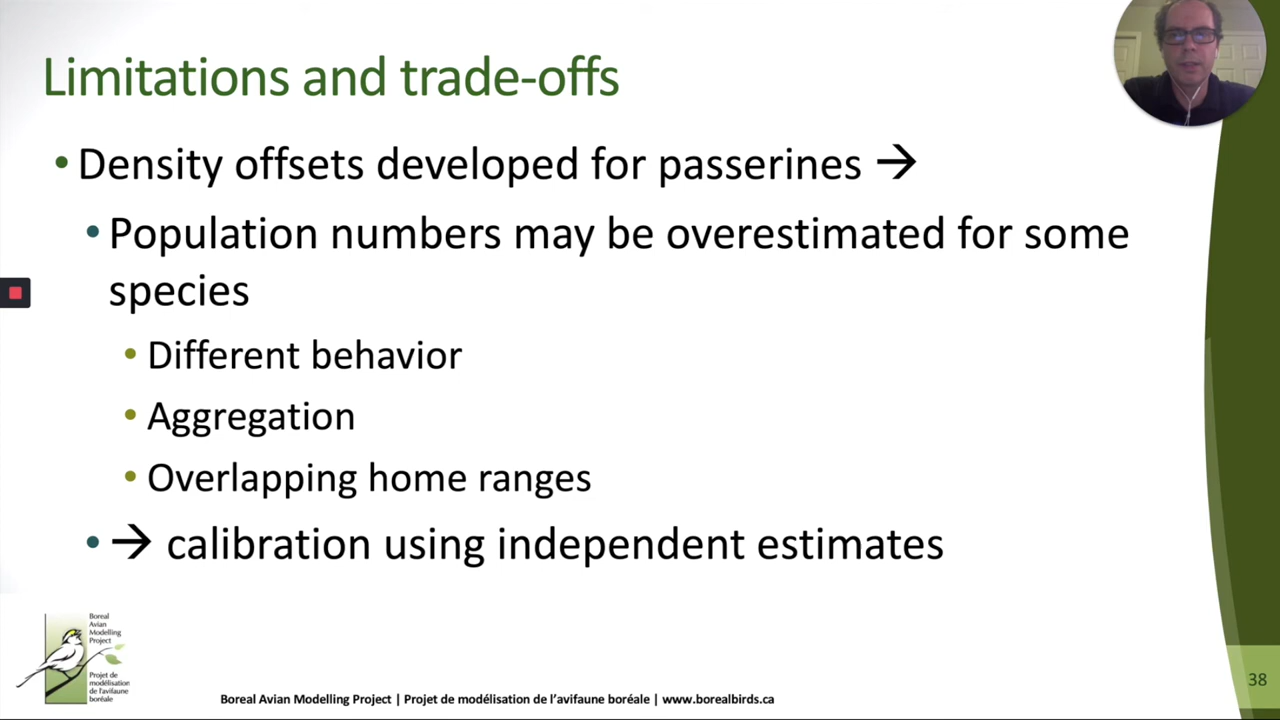 Limitations and trade-offs
• Density offsets developed for passerines →
• Population numbers may be overestimated for some
species
• Different behavior
• Aggregation
• Overlapping home ranges
• → calibration using independent estimates
Boreal
Avian
Modelling
Project
Projet de
modélisation
de l'avifaune
boréale
Boreal Avian Modelling Project | Projet de modélisation de l’avifaune boréale | www.borealbirds.ca
38